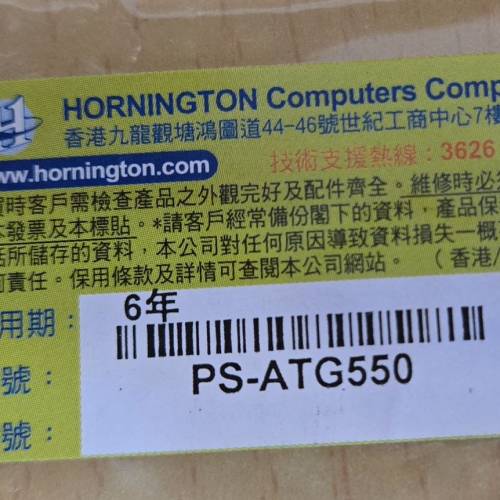 HORNINGTON Computers Comp
香港九龍觀塘鴻圖道44-46號世紀工商中心7樓
www.hornington.com
技術支援熱線：3626
貨時客戶需檢查產品之外觀完好及配件齊全。維修時必須
本發票及本標貼。*請客戶經常備份閣下的資料，產品保
括所儲存的資料，本公司對任何原因導致資料損失一概
何責任。保用條款及詳情可查閱本公司網站。 （香港/
用期：
6年
號：
PS-ATG550
號：